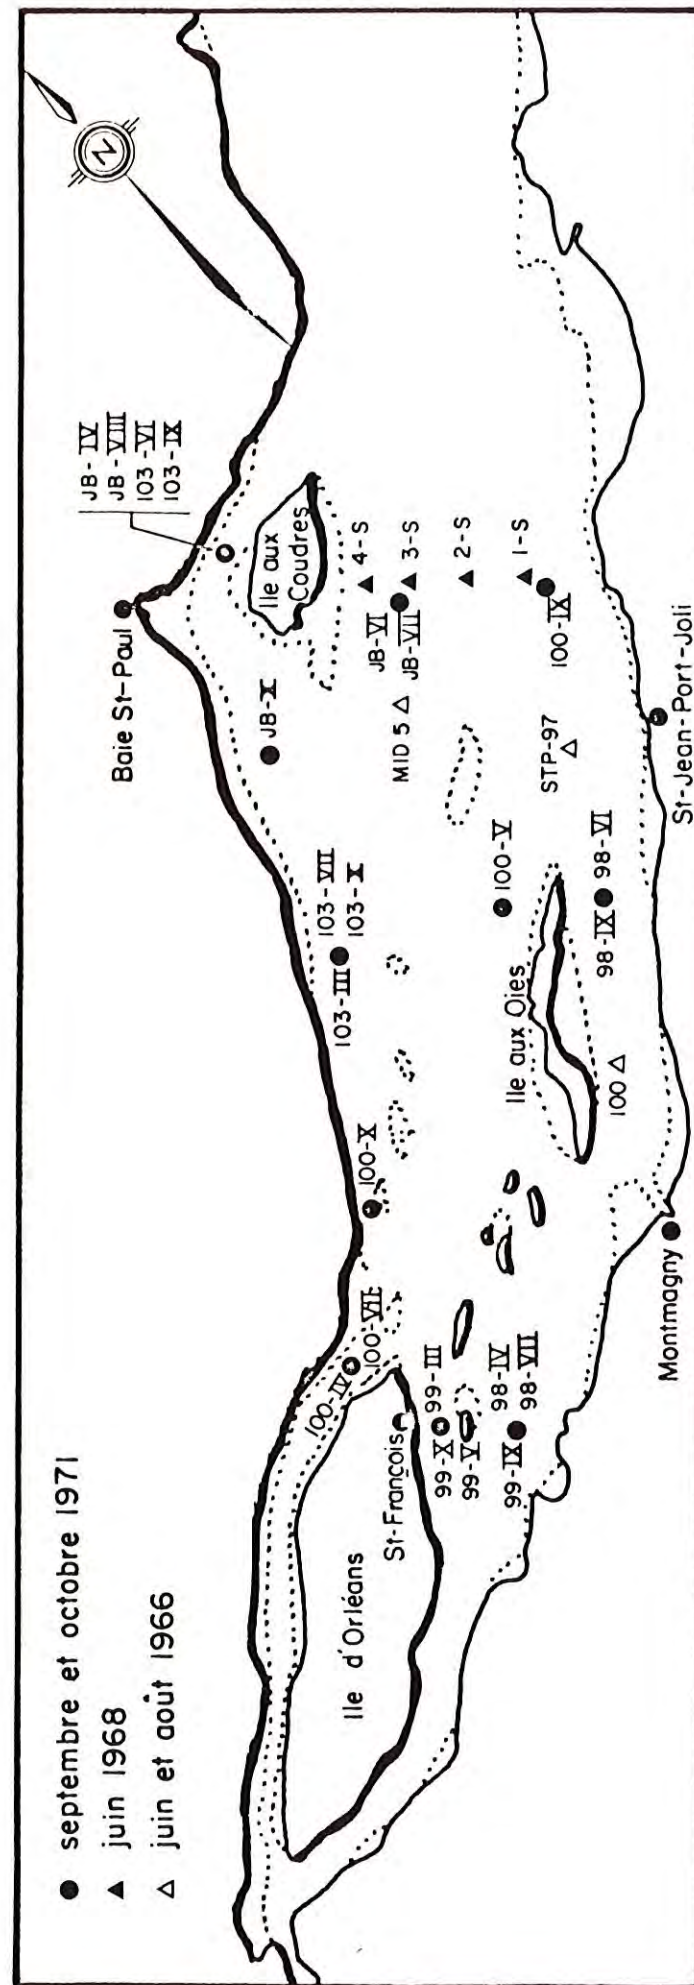 ● septembre et octobre 1971
▲ juin 1968
△ juin et août 1966
N
JB-IV
JB-VIII
103-VI
103-IX
Baie St-Paul
Ile aux
Coudres
JB-X
4-S
3-S
2-S
1-S
JB-VI
JB-VII
MID 5 △
100-IX
STP-97
St-Jean-Port-Joli
103-III
103-VII
103-X
100-V
Ile aux Oies
98-IX
98-VI
100 △
100-X
100-IV
100-VII
Montmagny
Ile d'Orléans
St-François
99-X
99-III
99-V
98-IV
99-IX
98-VII